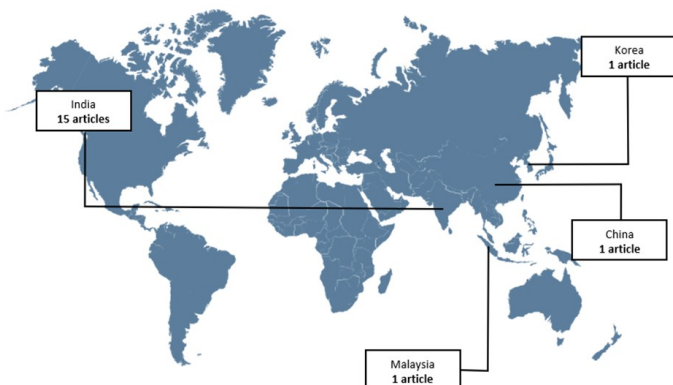 Korea
1 article
India
15 articles
China
1 article
Malaysia
1 article